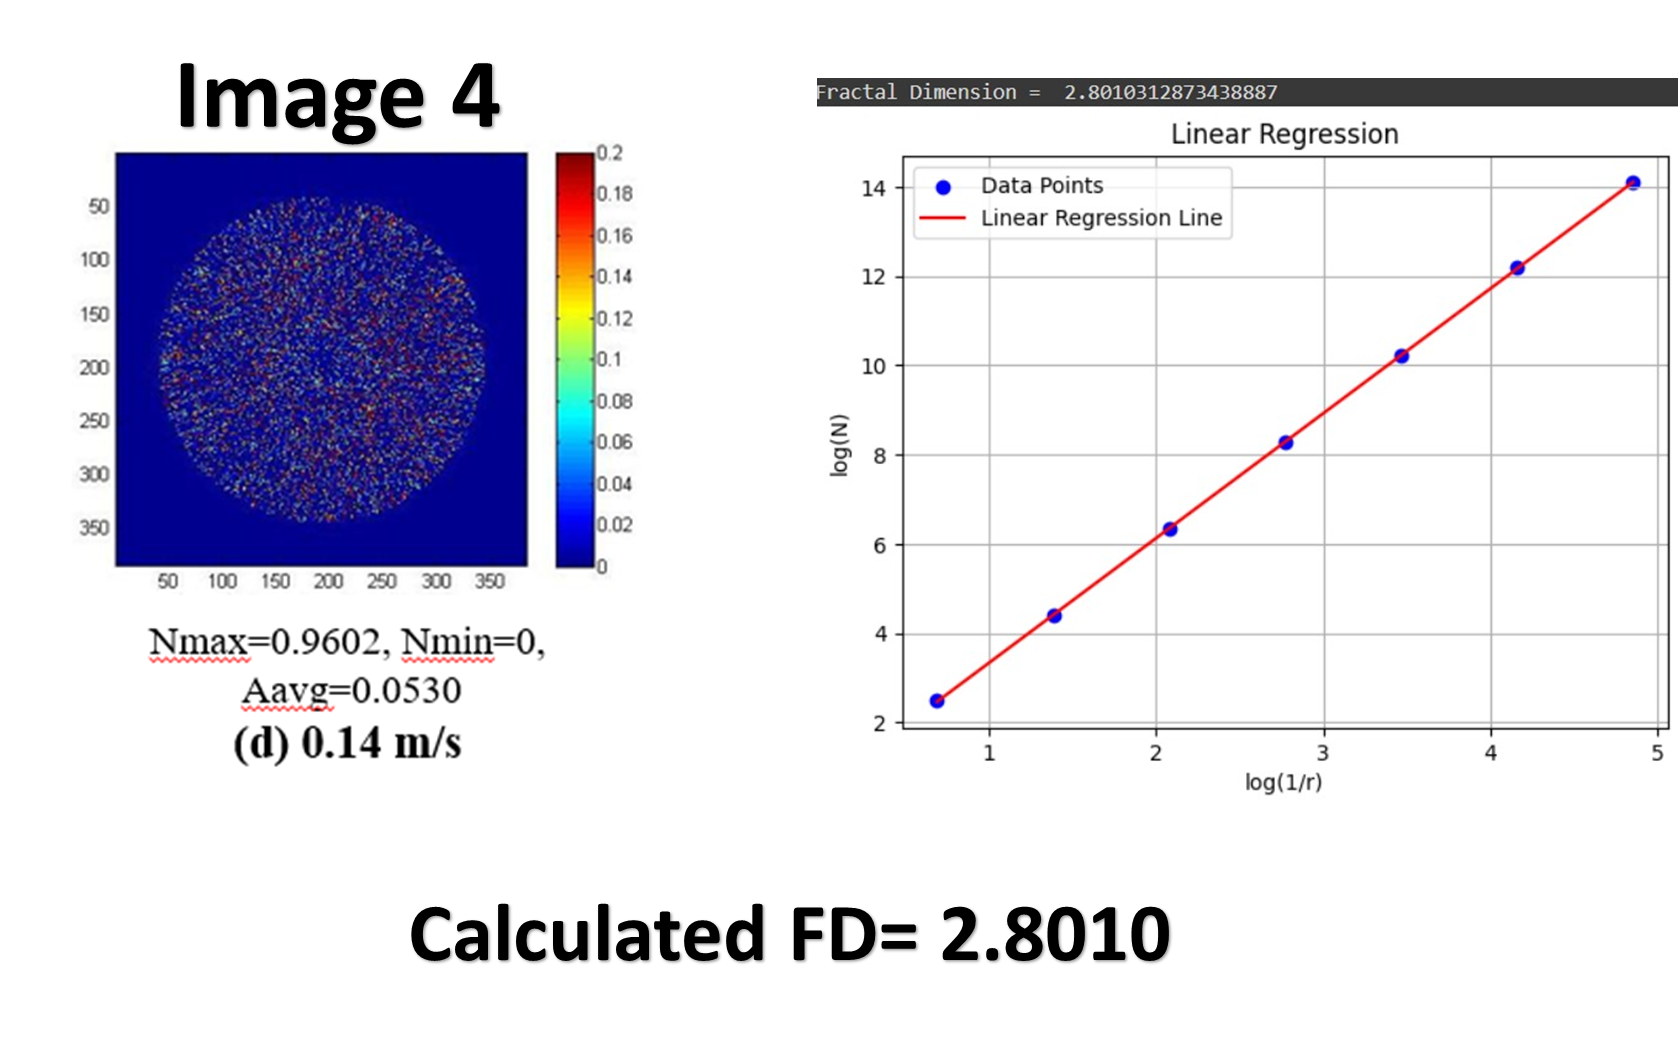 Image 4
50
100
150
200
250
300
350
50 100 150 200 250 300 350
0.2
0.18
0.16
0.14
0.12
0.1
0.08
0.06
0.04
0.02
0
Nmax=0.9602, Nmin=0,
Aavg=0.0530
(d) 0.14 m/s
Fractal Dimension = 2.8010312873438887
Linear Regression
Data Points
Linear Regression Line
log(N)
14
12
10
8
6
4
2
1 2 3 4 5
log(1/r)
Calculated FD= 2.8010